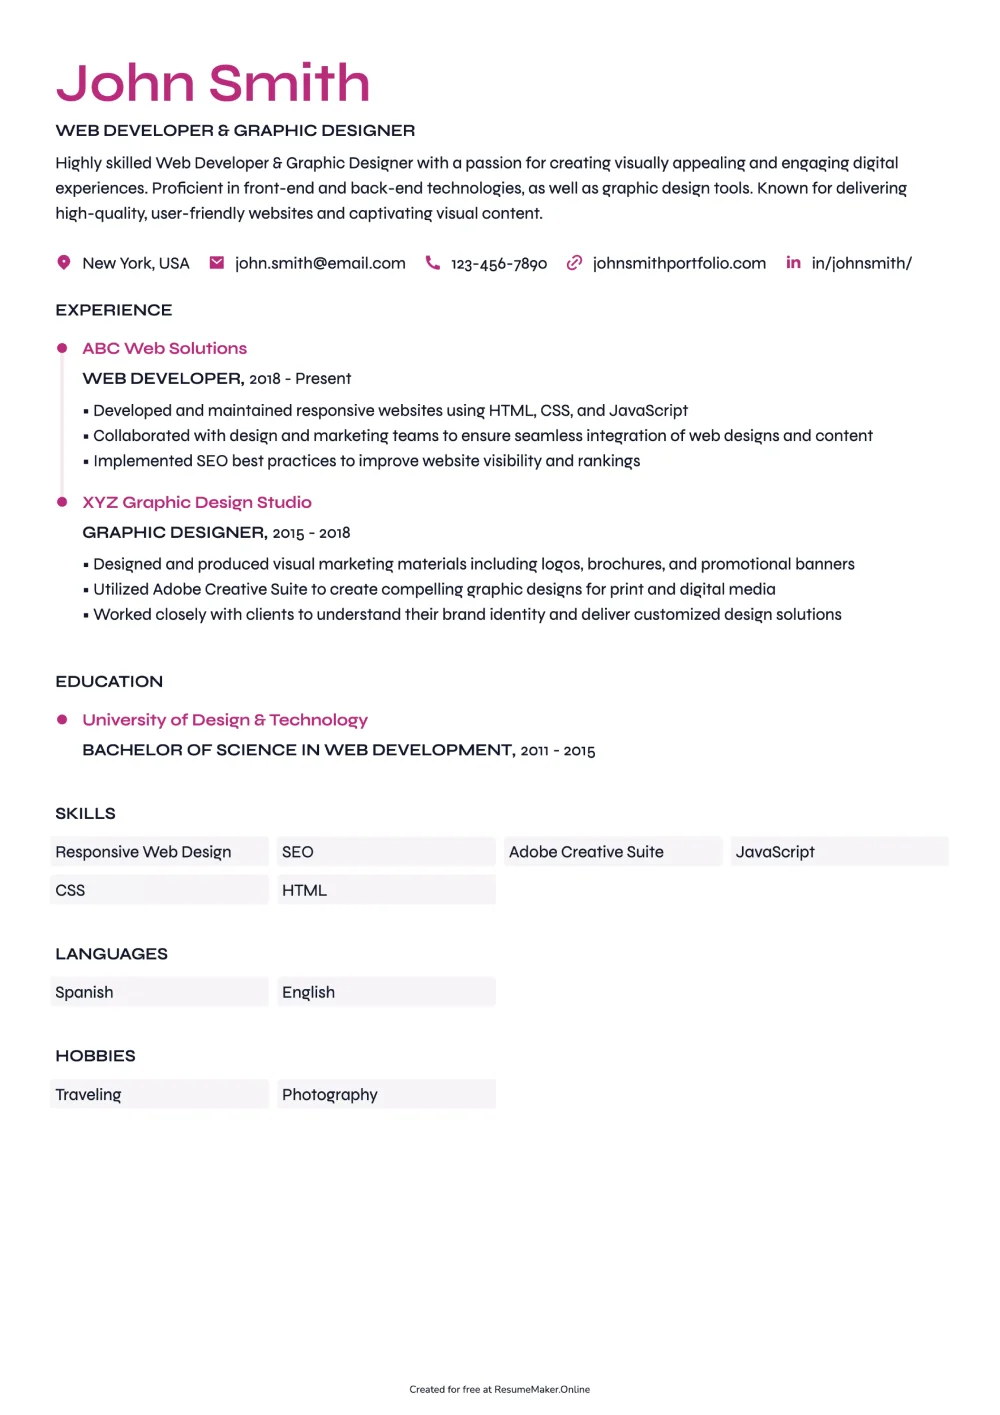 John Smith
WEB DEVELOPER & GRAPHIC DESIGNER
Highly skilled Web Developer & Graphic Designer with a passion for creating visually appealing and engaging digital
experiences. Proficient in front-end and back-end technologies, as well as graphic design tools. Known for delivering
high-quality, user-friendly websites and captivating visual content.
New York, USA john.smith@email.com 123-456-7890 johnsmithportfolio.com in in/johnsmith/
EXPERIENCE
ABC Web Solutions
WEB DEVELOPER, 2018 - Present
▪ Developed and maintained responsive websites using HTML, CSS, and JavaScript
▪ Collaborated with design and marketing teams to ensure seamless integration of web designs and content
▪ Implemented SEO best practices to improve website visibility and rankings
XYZ Graphic Design Studio
GRAPHIC DESIGNER, 2015 - 2018
▪ Designed and produced visual marketing materials including logos, brochures, and promotional banners
▪ Utilized Adobe Creative Suite to create compelling graphic designs for print and digital media
▪ Worked closely with clients to understand their brand identity and deliver customized design solutions
EDUCATION
University of Design & Technology
BACHELOR OF SCIENCE IN WEB DEVELOPMENT, 2011 - 2015
SKILLS
Responsive Web Design SEO Adobe Creative Suite JavaScript
CSS HTML
LANGUAGES
Spanish English
HOBBIES
Traveling Photography
Created for free at ResumeMaker.Online